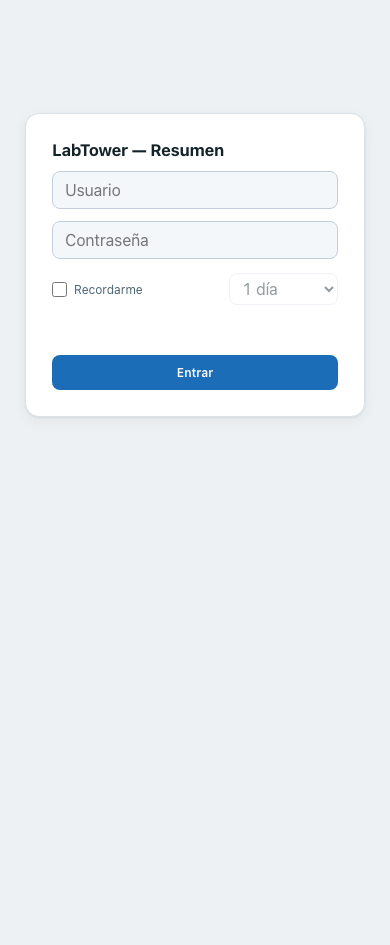 LabTower — Resumen
Usuario
Contraseña
Recordarme
1 día
Entrar